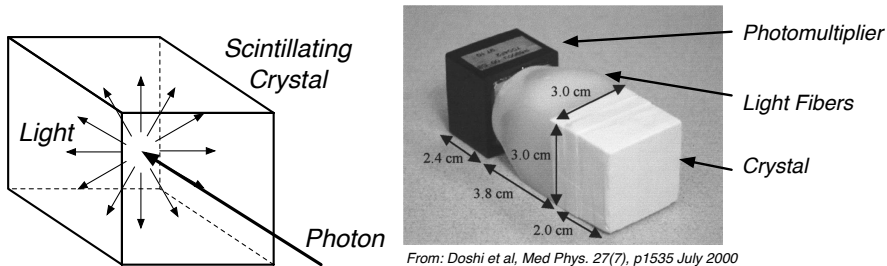 Scintillating
Crystal
Light
Photon
Photomultiplier
Light Fibers
Crystal
3.0 cm
3.0 cm
2.4 cm
3.8 cm
2.0 cm
From: Doshi et al, Med Phys. 27(7), p1535 July 2000